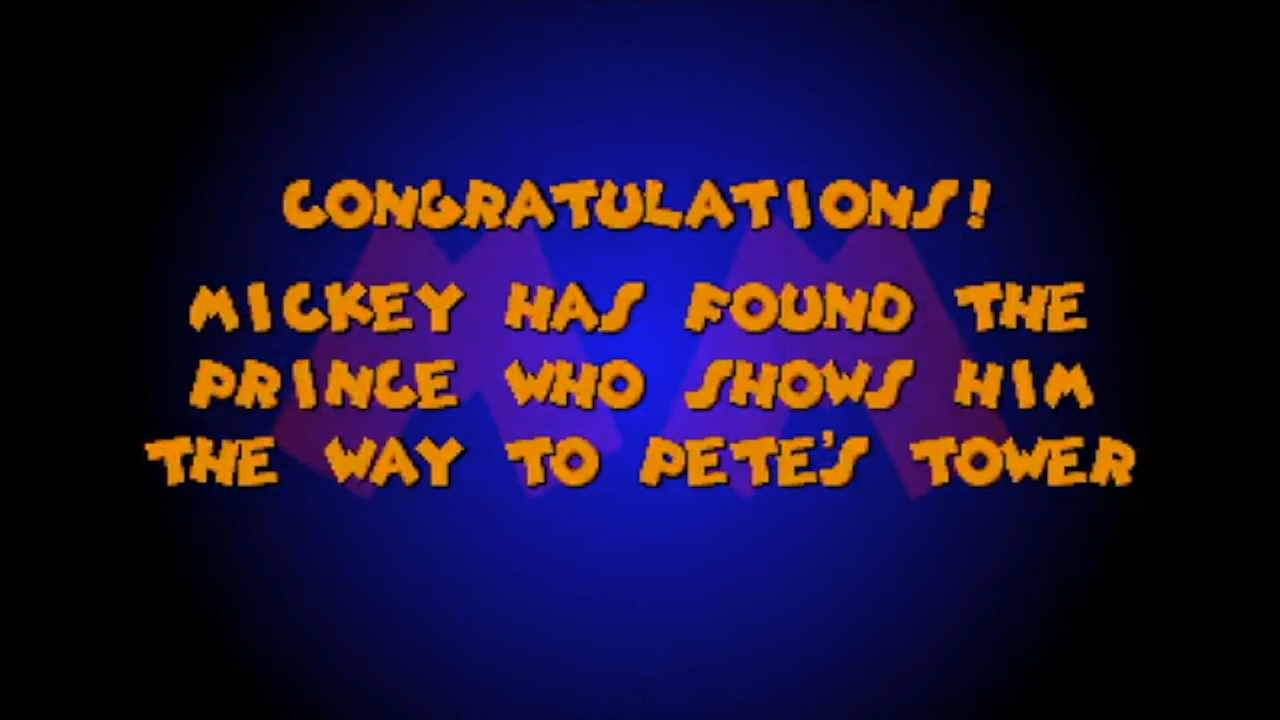 CONGRATULATIONS!
MICKEY HAS FOUND THE
PRINCE WHO SHOWS HIM
THE WAY TO PETE'S TOWER